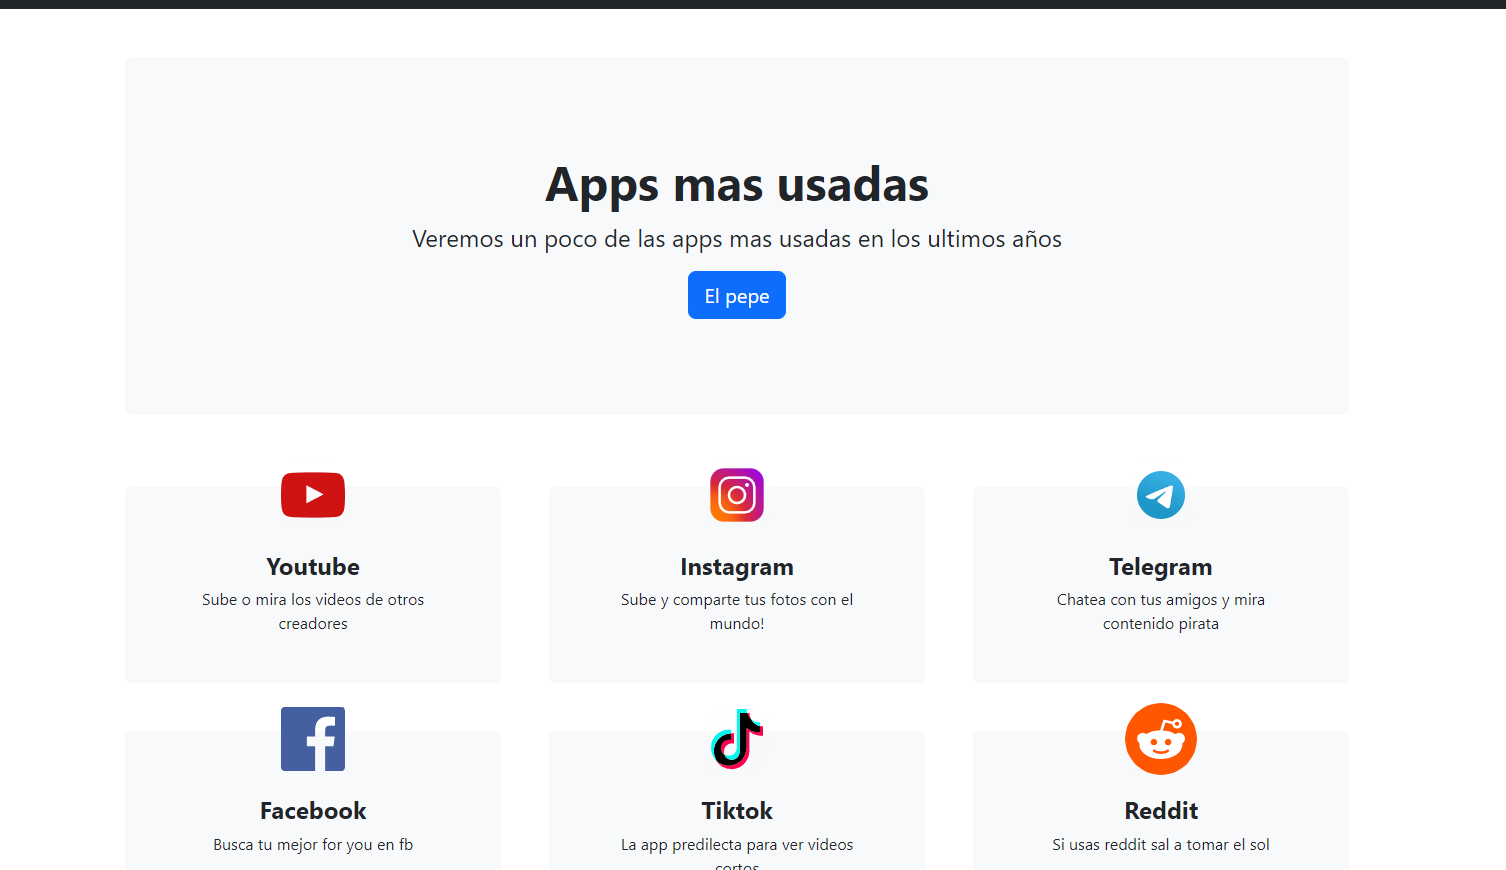 Apps mas usadas
Veremos un poco de las apps mas usadas en los ultimos años
El pepe
Youtube
Sube o mira los videos de otros
creadores
Instagram
Sube y comparte tus fotos con el
mundo!
Telegram
Chatea con tus amigos y mira
contenido pirata
Facebook
Busca tu mejor for you en fb
Tiktok
La app predilecta para ver videos
cortos
Reddit
Si usas reddit sal a tomar el sol